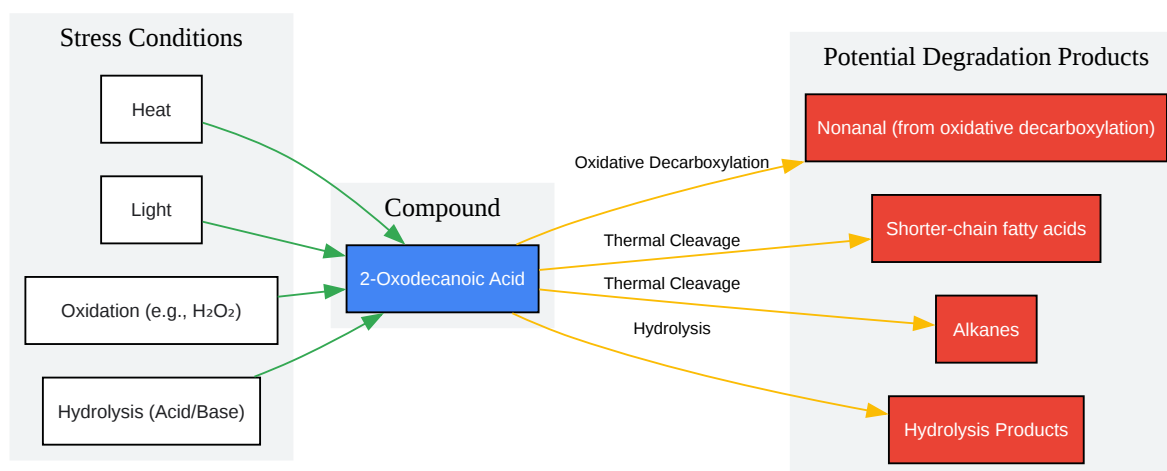 Stress Conditions
Heat
Light
Oxidation (e.g., H₂O₂)
Hydrolysis (Acid/Base)
Compound
2-Oxodecanoic Acid
Oxidative Decarboxylation
Thermal Cleavage
Thermal Cleavage
Hydrolysis
Potential Degradation Products
Nonanal (from oxidative decarboxylation)
Shorter-chain fatty acids
Alkanes
Hydrolysis Products